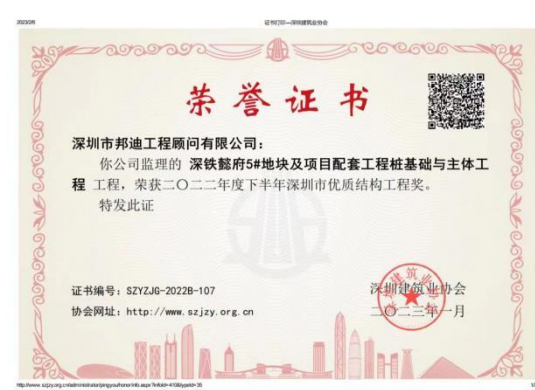 2023/2/6 证书打印—深圳建筑业协会
荣誉证书
深圳市邦迪工程顾问有限公司：
你公司监理的 深铁懿府5#地块及项目配套工程桩基础与主体工
程 工程，荣获二〇二二年度下半年深圳市优质结构工程奖。
特发此证
证书编号：SZYZJG-2022B-107
深圳建筑业协会
协会网址：http://www.szjzy.org.cn
二〇二三年一月